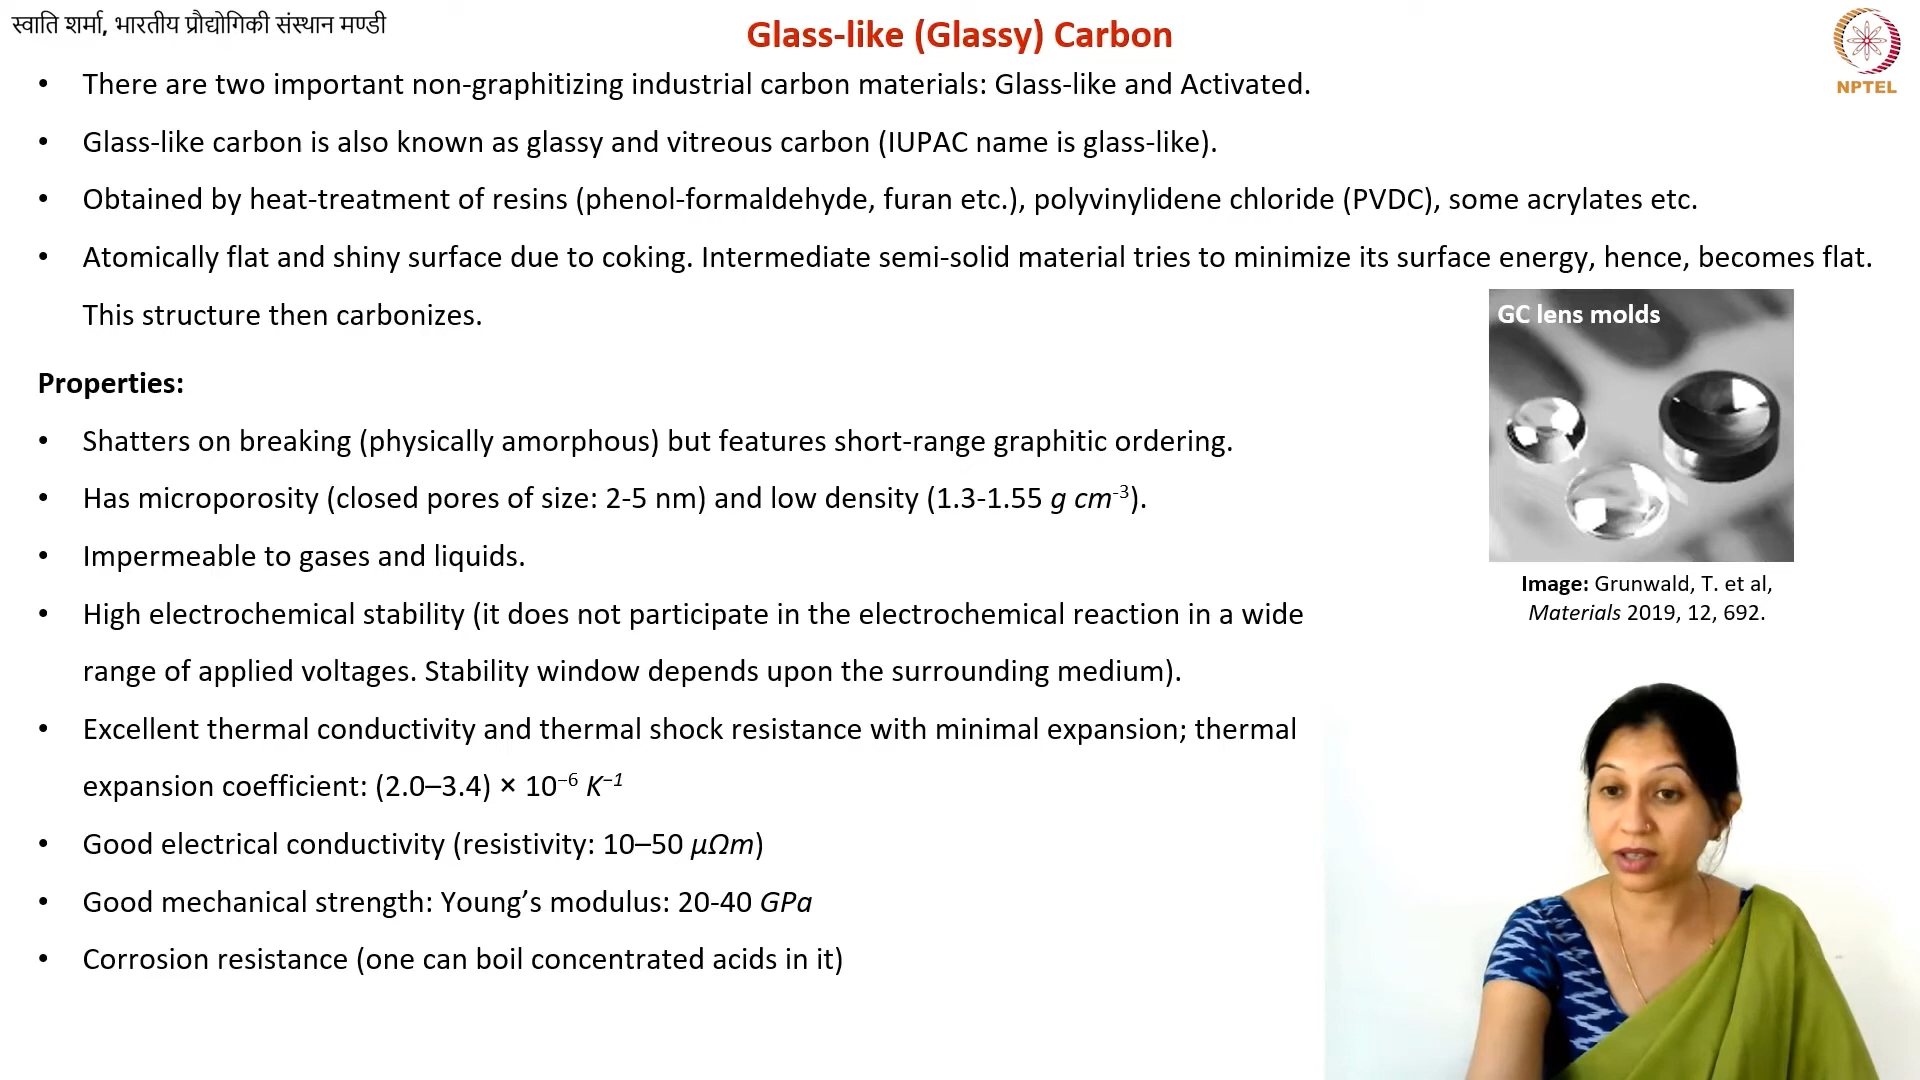 स्वाति शर्मा, भारतीय प्रौद्योगिकी संस्थान मण्डी
Glass-like (Glassy) Carbon
NPTEL
• There are two important non-graphitizing industrial carbon materials: Glass-like and Activated.
• Glass-like carbon is also known as glassy and vitreous carbon (IUPAC name is glass-like).
• Obtained by heat-treatment of resins (phenol-formaldehyde, furan etc.), polyvinylidene chloride (PVDC), some acrylates etc.
• Atomically flat and shiny surface due to coking. Intermediate semi-solid material tries to minimize its surface energy, hence, becomes flat.
This structure then carbonizes.
GC lens molds
Image: Grunwald, T. et al,
Materials 2019, 12, 692.
Properties:
• Shatters on breaking (physically amorphous) but features short-range graphitic ordering.
• Has microporosity (closed pores of size: 2-5 nm) and low density (1.3-1.55 g cm⁻³).
• Impermeable to gases and liquids.
• High electrochemical stability (it does not participate in the electrochemical reaction in a wide
range of applied voltages. Stability window depends upon the surrounding medium).
• Excellent thermal conductivity and thermal shock resistance with minimal expansion; thermal
expansion coefficient: (2.0–3.4) × 10⁻⁶ K⁻¹
• Good electrical conductivity (resistivity: 10–50 μΩm)
• Good mechanical strength: Young’s modulus: 20-40 GPa
• Corrosion resistance (one can boil concentrated acids in it)